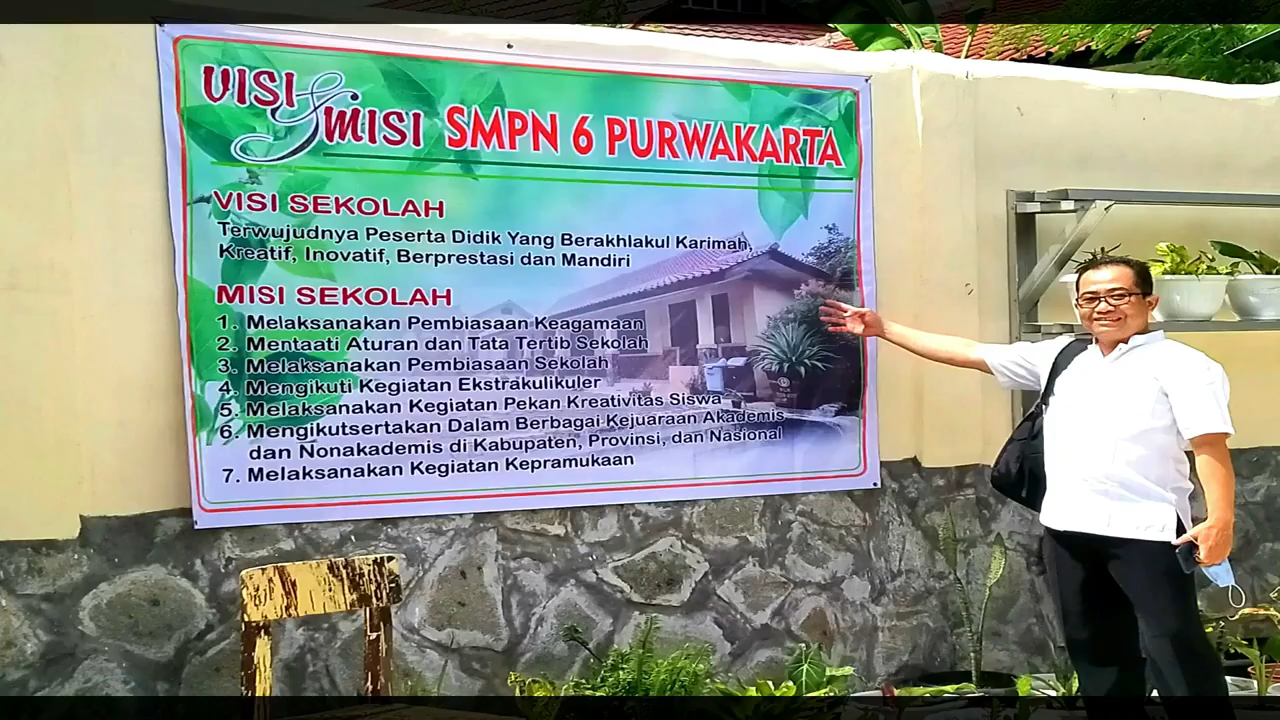 VISI & MISI SMPN 6 PURWAKARTA
VISI SEKOLAH
Terwujudnya Peserta Didik Yang Berakhlakul Karimah,
Kreatif, Inovatif, Berprestasi dan Mandiri
MISI SEKOLAH
1. Melaksanakan Pembiasaan Keagamaan
2. Mentaati Aturan dan Tata Tertib Sekolah
3. Melaksanakan Pembiasaan Sekolah
4. Mengikuti Kegiatan Ekstrakulikuler
5. Melaksanakan Kegiatan Pekan Kreativitas Siswa
6. Mengikutsertakan Dalam Berbagai Kejuaraan Akademis
dan Nonakademis di Kabupaten, Provinsi, dan Nasional
7. Melaksanakan Kegiatan Kepramukaan